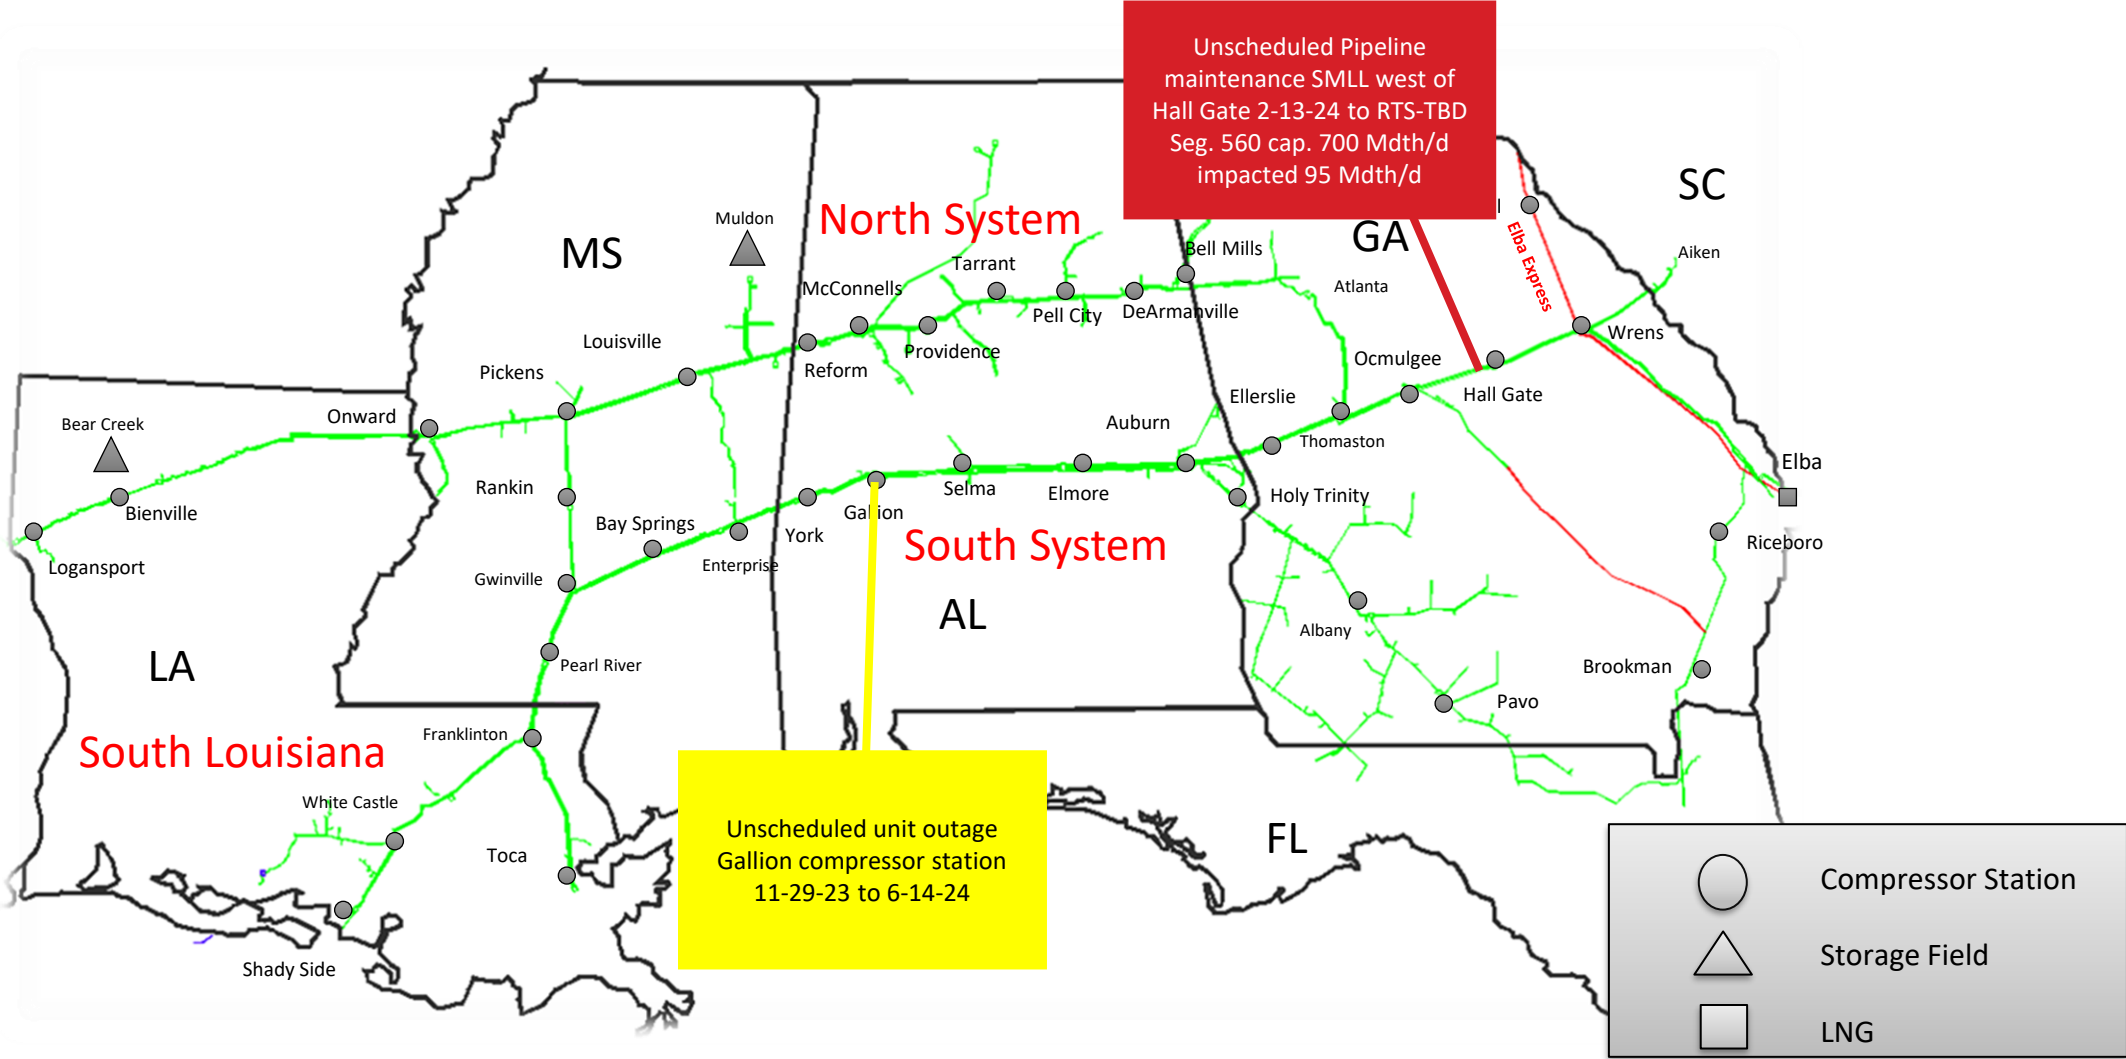 Unscheduled Pipeline
maintenance SMLL west of
Hall Gate 2-13-24 to RTS-TBD
Seg. 560 cap. 700 Mdth/d
impacted 95 Mdth/d
SC
l
Elba Express
Muldon
North System
MS
GA
Bell Mills
Aiken
Tarrant
McConnells
Atlanta
Pell City
DeArmanville
Wrens
Louisville
Providence
Reform
Ocmulgee
Pickens
Hall Gate
Ellerslie
Onward
Auburn
Bear Creek
Thomaston
Elba
Rankin
Selma
Elmore
Holy Trinity
Bienville
Gallion
Bay Springs
York
South System
Riceboro
Logansport
Enterprise
Gwinville
AL
Albany
LA
Pearl River
Brookman
Pavo
Franklinton
South Louisiana
White Castle
Unscheduled unit outage
Gallion compressor station
11-29-23 to 6-14-24
FL
Toca
Shady Side
Compressor Station
Storage Field
LNG